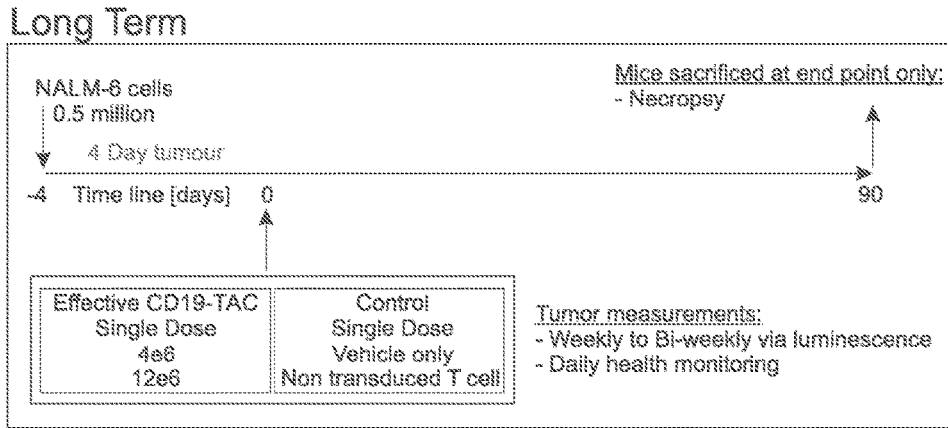 Long Term
NALM-6 cells
0.5 million
4 Day tumour
Mice sacrificed at end point only:
- Necropsy
-4 Time line [days] 0 90
Effective CD19-TAC
Single Dose
4e6
12e6
Control
Single Dose
Vehicle only
Non transduced T cell
Tumor measurements:
- Weekly to Bi-weekly via luminescence
- Daily health monitoring